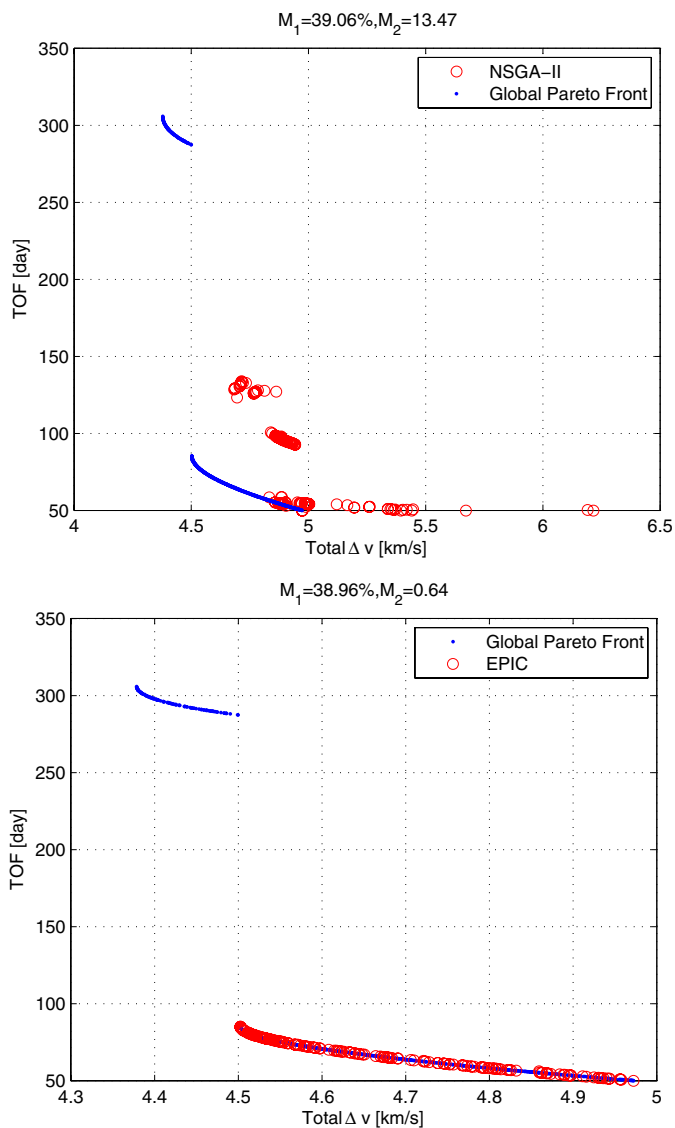 M₁=39.06%,M₂=13.47
350
NSGA-II
Global Pareto Front
300
250
200
150
100
50
TOF [day]
4
4.5
5
5.5
6
6.5
Total Δ v [km/s]
M₁=38.96%,M₂=0.64
350
Global Pareto Front
EPIC
300
250
200
150
100
50
TOF [day]
4.3
4.4
4.5
4.6
4.7
4.8
4.9
5
Total Δ v [km/s]